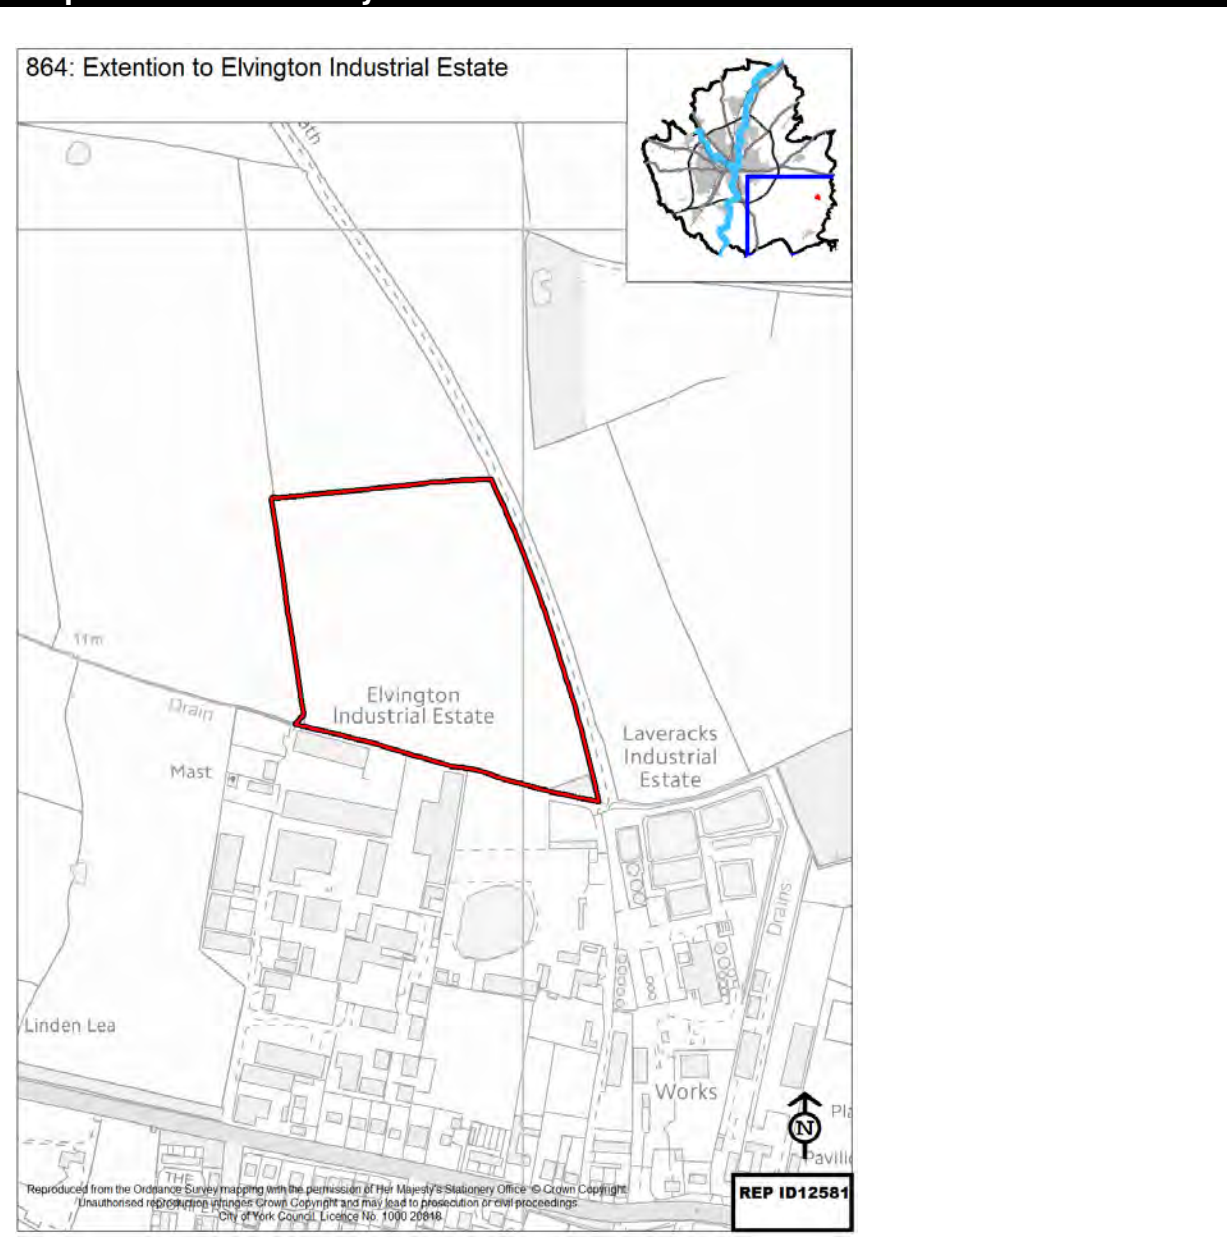 864: Extention to Elvington Industrial Estate
11m
Drain
Elvington
Industrial Estate
Laveracks
Industrial
Estate
Mast
Drains
Linden Lea
Works
N
THE
Reproduced from the Ordnance Survey mapping with the permission of Her Majesty's Stationery Office. © Crown Copyright.
Unauthorised reproduction infringes Crown Copyright and may lead to prosecution or civil proceedings.
City of York Council. Licence No. 1000 20818
REP ID12581